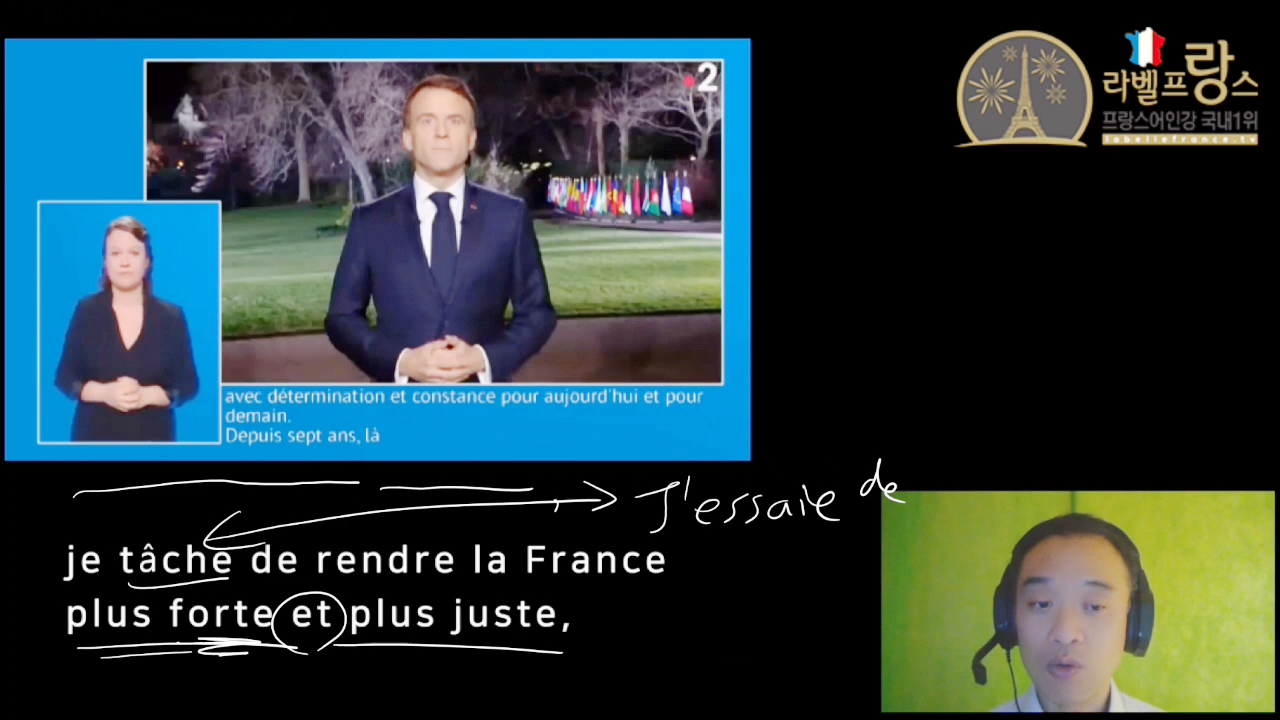 2
라벨프랑스
프랑스어인강 국내1위
labellefrance.tv
avec détermination et constance pour aujourd'hui et pour
demain.
Depuis sept ans, là
J'essaie de
je tâche de rendre la France
plus forte et plus juste,